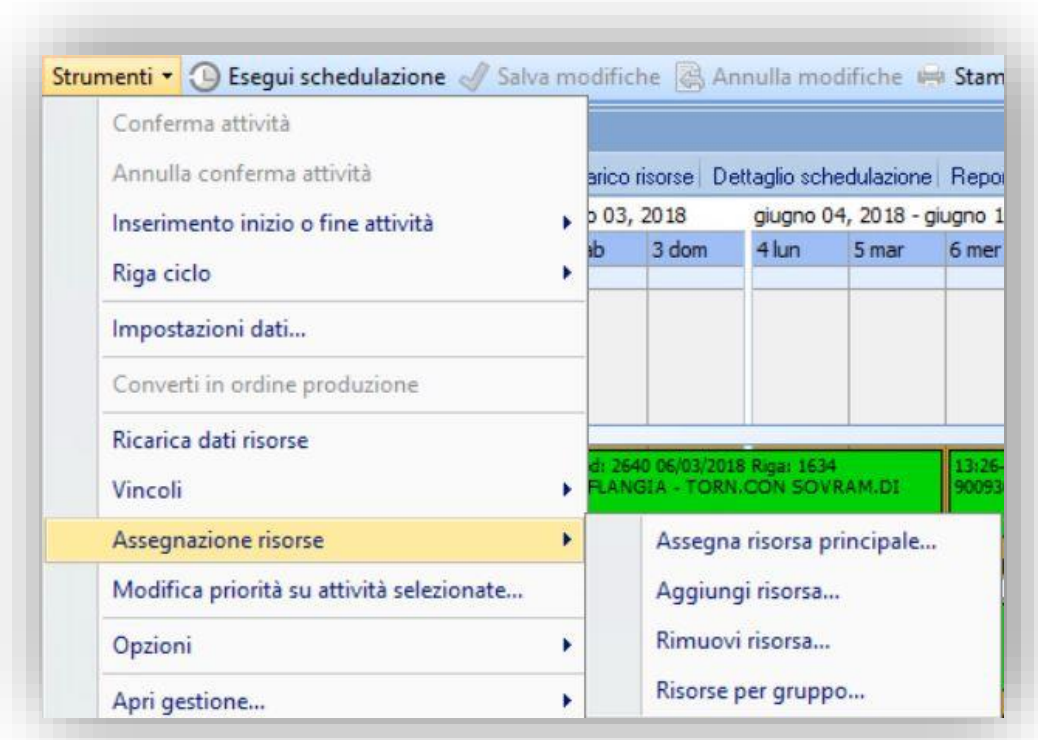 Strumenti Esegui schedulazione Salva modifiche Annulla modifiche Stam
Conferma attività
Annulla conferma attività
Inserimento inizio o fine attività
Riga ciclo
Impostazioni dati...
Converti in ordine produzione
Ricarica dati risorse
Vincoli
Assegnazione risorse
Modifica priorità su attività selezionate...
Opzioni
Apri gestione...
arico risorse Dettaglio schedulazione Repor
o 03, 2018 giugno 04, 2018 - giugno 1
ab 3 dom 4 lun 5 mar 6 mer
d: 2640 06/03/2018 Riga: 1634
FLANGIA - TORN.CON SOVRAM.DI
13:26-
90093
Assegna risorsa principale...
Aggiungi risorsa...
Rimuovi risorsa...
Risorse per gruppo...